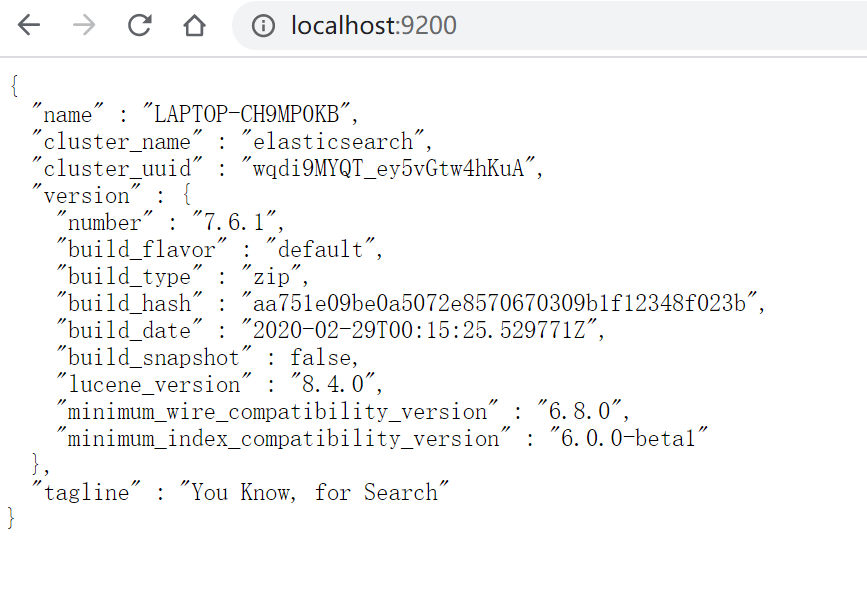 localhost:9200
{
"name" : "LAPTOP-CH9MP0KB",
"cluster_name" : "elasticsearch",
"cluster_uuid" : "wqdi9MYQT_ey5vGtw4hKuA",
"version" : {
"number" : "7.6.1",
"build_flavor" : "default",
"build_type" : "zip",
"build_hash" : "aa751e09be0a5072e8570670309b1f12348f023b",
"build_date" : "2020-02-29T00:15:25.529771Z",
"build_snapshot" : false,
"lucene_version" : "8.4.0",
"minimum_wire_compatibility_version" : "6.8.0",
"minimum_index_compatibility_version" : "6.0.0-beta1"
},
"tagline" : "You Know, for Search"
}